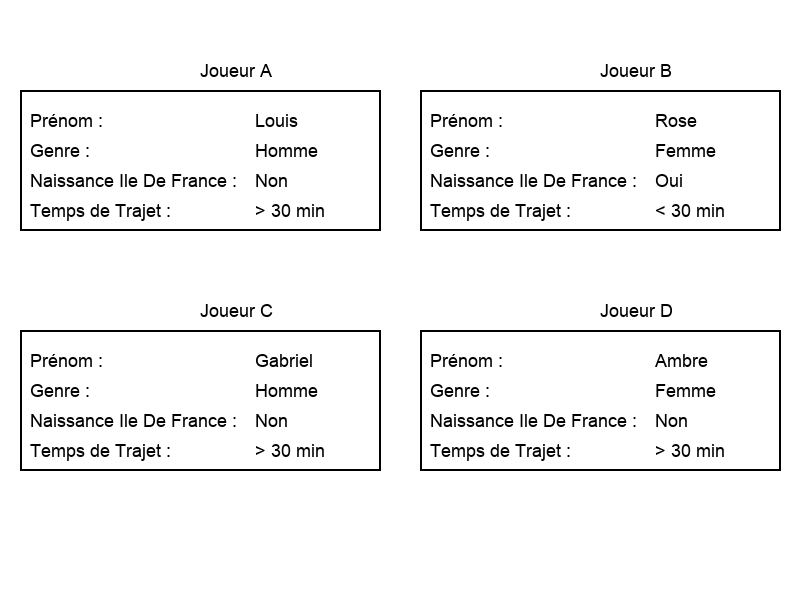 Joueur A
Prénom : Louis
Genre : Homme
Naissance Ile De France : Non
Temps de Trajet : > 30 min
Joueur B
Prénom : Rose
Genre : Femme
Naissance Ile De France : Oui
Temps de Trajet : < 30 min
Joueur C
Prénom : Gabriel
Genre : Homme
Naissance Ile De France : Non
Temps de Trajet : > 30 min
Joueur D
Prénom : Ambre
Genre : Femme
Naissance Ile De France : Non
Temps de Trajet : > 30 min